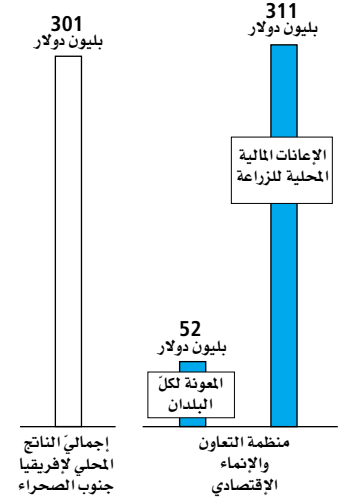 311
بليون دولار
الإعانات المالية
المحلية للزراعة
52
بليون دولار
المعونة لكلّ
البلدان
منظمة التعاون
والإنماء
الإقتصادي
301
بليون دولار
إجماليّ الناتج
المحلي لإفريقيا
جنوب الصحراء